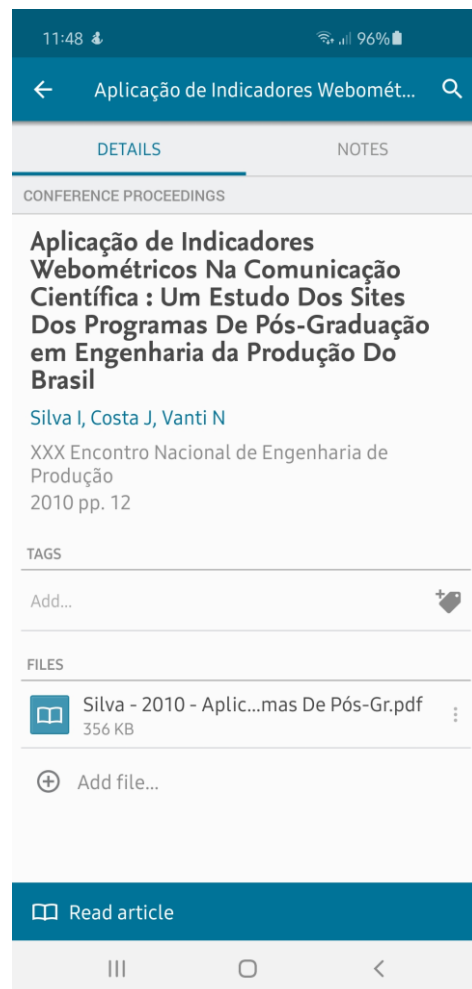 11:48 96%
Aplicação de Indicadores Webomét...
DETAILS NOTES
CONFERENCE PROCEEDINGS
Aplicação de Indicadores
Webométricos Na Comunicação
Científica : Um Estudo Dos Sites
Dos Programas De Pós-Graduação
em Engenharia da Produção Do
Brasil
Silva I, Costa J, Vanti N
XXX Encontro Nacional de Engenharia de
Produção
2010 pp. 12
TAGS
Add...
FILES
Silva - 2010 - Aplic...mas De Pós-Gr.pdf
356 KB
Add file...
Read article